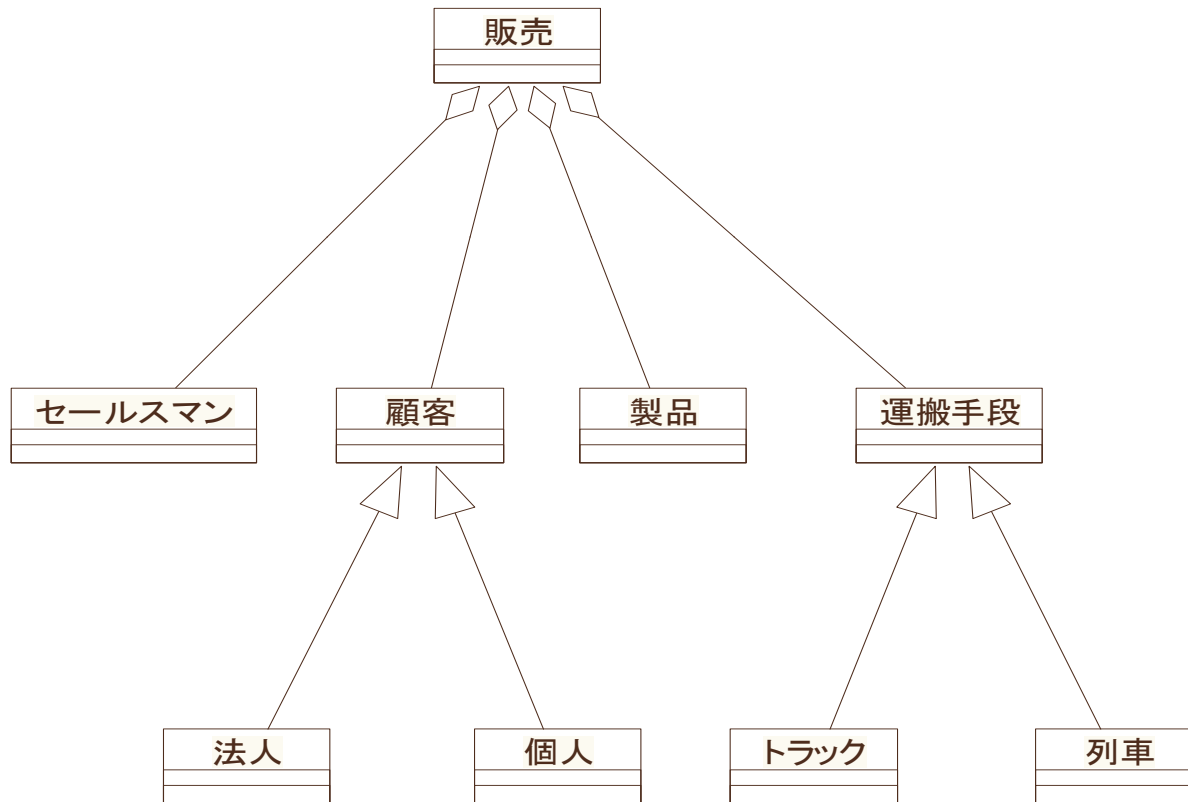 販売
セールスマン
顧客
製品
運搬手段
法人
個人
トラック
列車